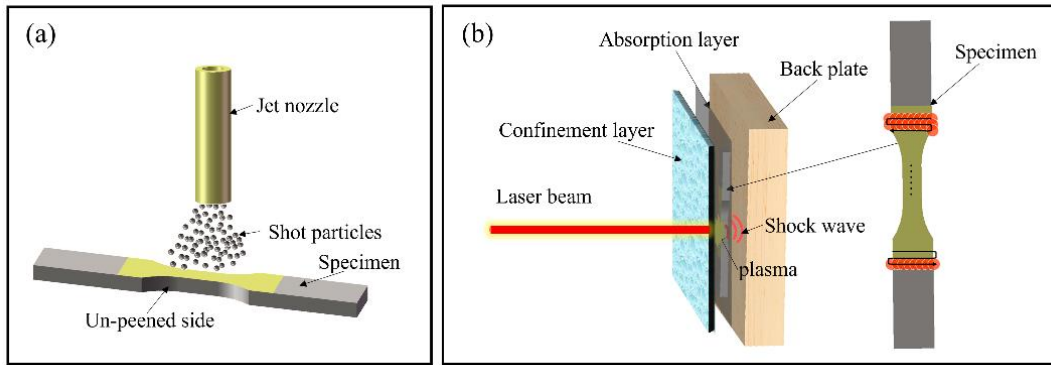 (a)
Jet nozzle
Shot particles
Specimen
Un-peened side
(b)
Absorption layer
Back plate
Specimen
Confinement layer
Laser beam
Shock wave
plasma